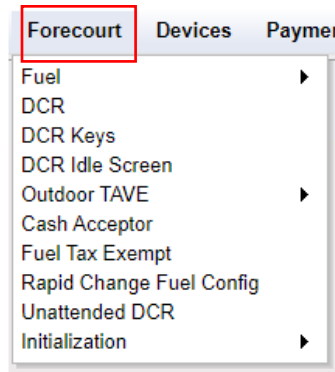 Forecourt Devices
Fuel
DCR
DCR Keys
DCR Idle Screen
Outdoor TAVE
Cash Acceptor
Fuel Tax Exempt
Rapid Change Fuel Config
Unattended DCR
Initialization